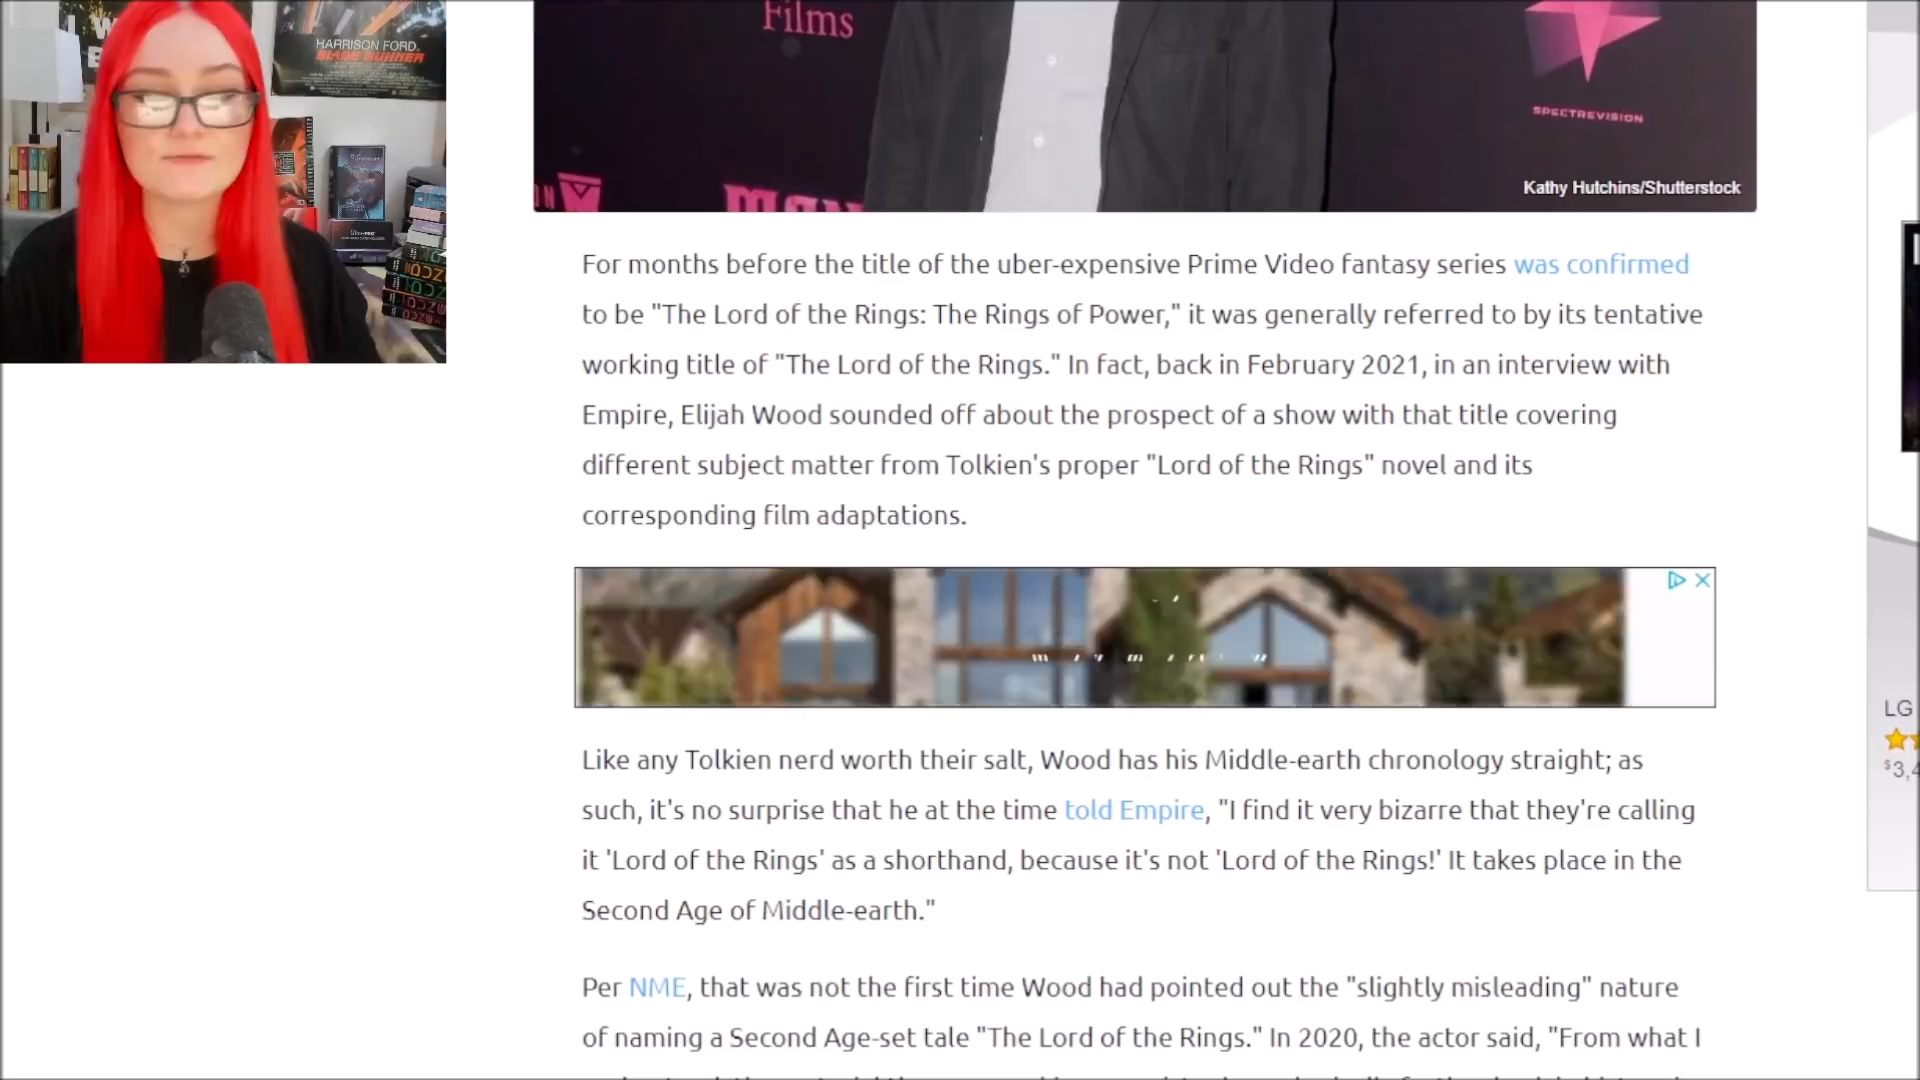 HARRISON FORD.
BLADE RUNNER
Films
SPECTREVISION
Kathy Hutchins/Shutterstock
For months before the title of the uber-expensive Prime Video fantasy series was confirmed
to be "The Lord of the Rings: The Rings of Power," it was generally referred to by its tentative
working title of "The Lord of the Rings." In fact, back in February 2021, in an interview with
Empire, Elijah Wood sounded off about the prospect of a show with that title covering
different subject matter from Tolkien's proper "Lord of the Rings" novel and its
corresponding film adaptations.
Like any Tolkien nerd worth their salt, Wood has his Middle-earth chronology straight; as
such, it's no surprise that he at the time told Empire, "I find it very bizarre that they're calling
it 'Lord of the Rings' as a shorthand, because it's not 'Lord of the Rings!' It takes place in the
Second Age of Middle-earth."
Per NME, that was not the first time Wood had pointed out the "slightly misleading" nature
of naming a Second Age-set tale "The Lord of the Rings." In 2020, the actor said, "From what I
LG
$3,4